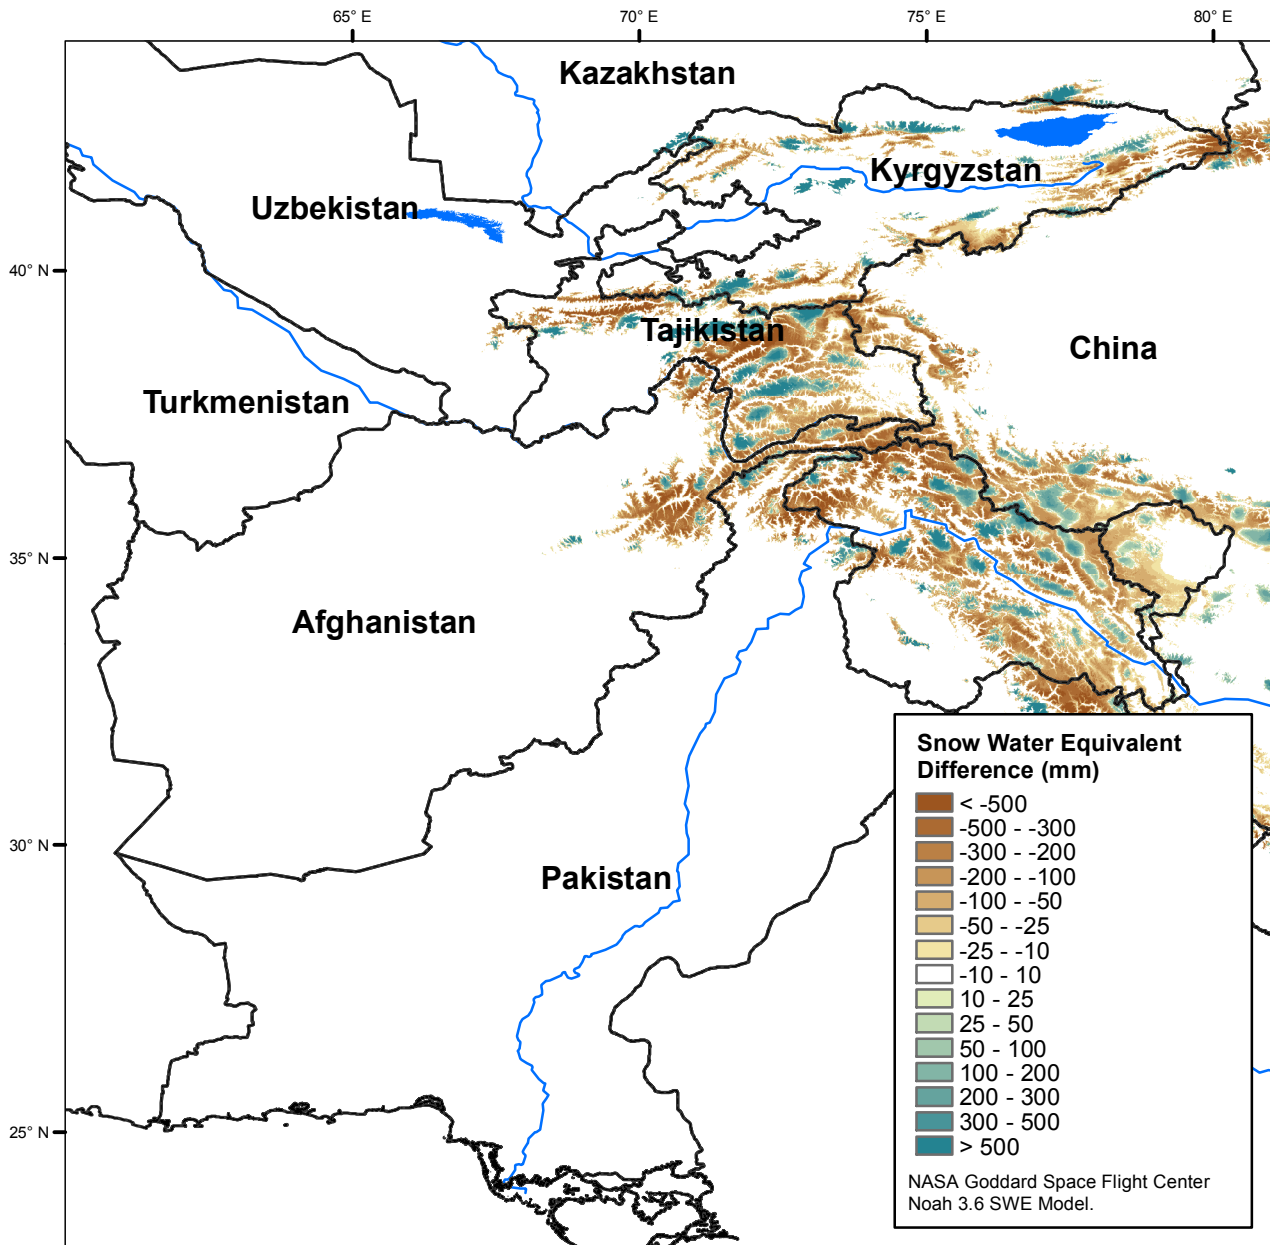 65° E
70° E
75° E
80° E
Kazakhstan
Kyrgyzstan
Uzbekistan
40° N
Tajikistan
China
Turkmenistan
35° N
Afghanistan
30° N
Pakistan
25° N
Snow Water Equivalent
Difference (mm)
< -500
-500 - -300
-300 - -200
-200 - -100
-100 - -50
-50 - -25
-25 - -10
-10 - 10
10 - 25
25 - 50
50 - 100
100 - 200
200 - 300
300 - 500
> 500
NASA Goddard Space Flight Center
Noah 3.6 SWE Model.